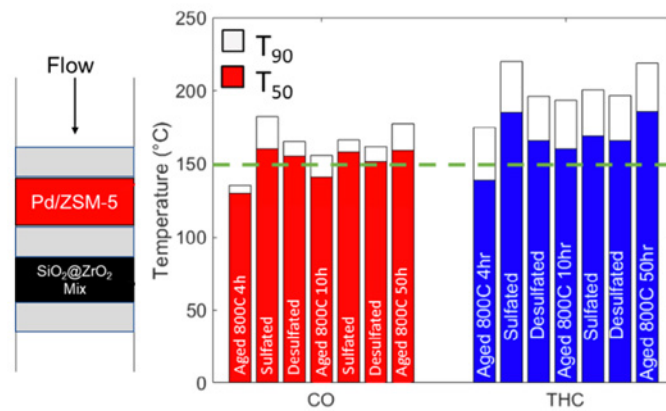 Flow
Pd/ZSM-5
SiO₂@ZrO₂
Mix
Temperature (°C)
250
200
150
100
50
0
T₉₀
T₅₀
Aged 800C 4h
Sulfated
Desulfated
Aged 800C 10h
Sulfated
Desulfated
Aged 800C 50h
Aged 800C 4hr
Sulfated
Desulfated
Aged 800C 10hr
Sulfated
Desulfated
Aged 800C 50hr
CO
THC